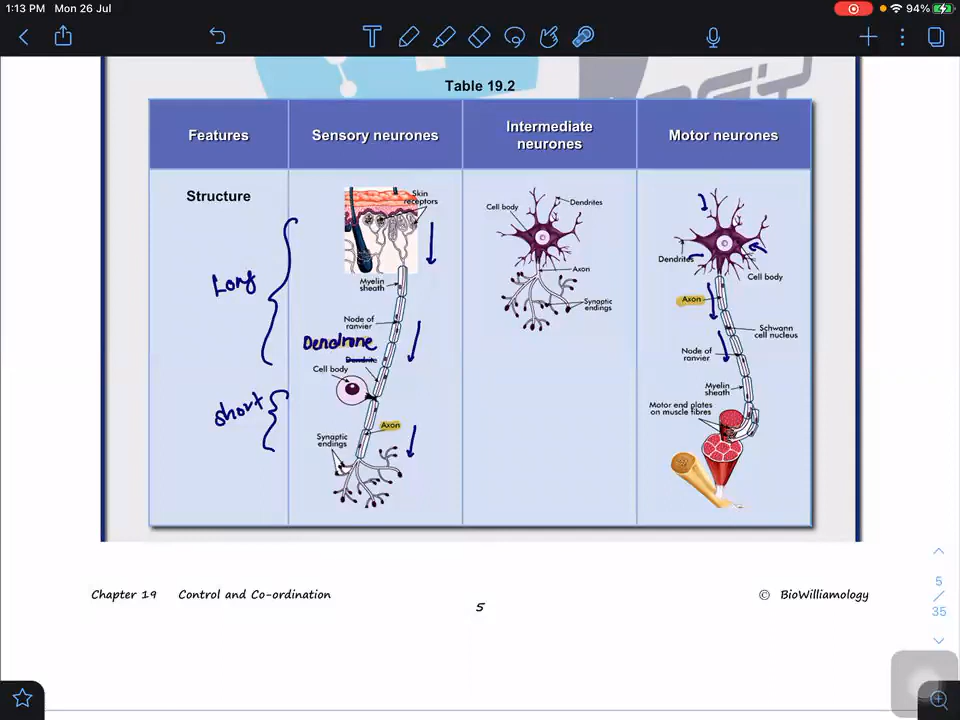 1:13 PM Mon 26 Jul
94%
Table 19.2
Features
Sensory neurones
Intermediate
neurones
Motor neurones
Structure
Long
short
Skin
receptors
Myelin
sheath
Node of
ranvier
Dendrone
Dendrite
Cell body
Axon
Synaptic
endings
Cell body
Dendrites
Axon
Synaptic
endings
Dendrites
Cell body
Axon
Schwann
cell nucleus
Node of
ranvier
Myelin
sheath
Motor end plates
on muscle fibres
Chapter 19 Control and Co-ordination
5
© BioWilliamology
5
/
35